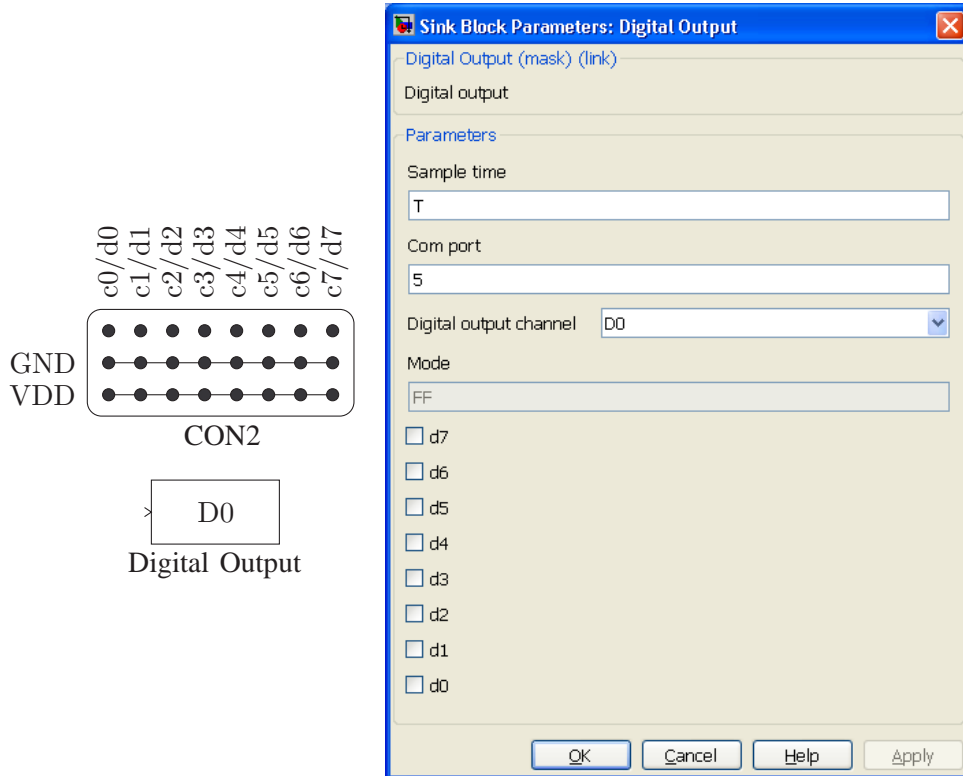 c0/d0
c1/d1
c2/d2
c3/d3
c4/d4
c5/d5
c6/d6
c7/d7
GND
VDD
CON2
D0
Digital Output
Sink Block Parameters: Digital Output
Digital Output (mask) (link)
Digital output
Parameters
Sample time
T
Com port
5
Digital output channel D0
Mode
FF
d7
d6
d5
d4
d3
d2
d1
d0
OK Cancel Help Apply